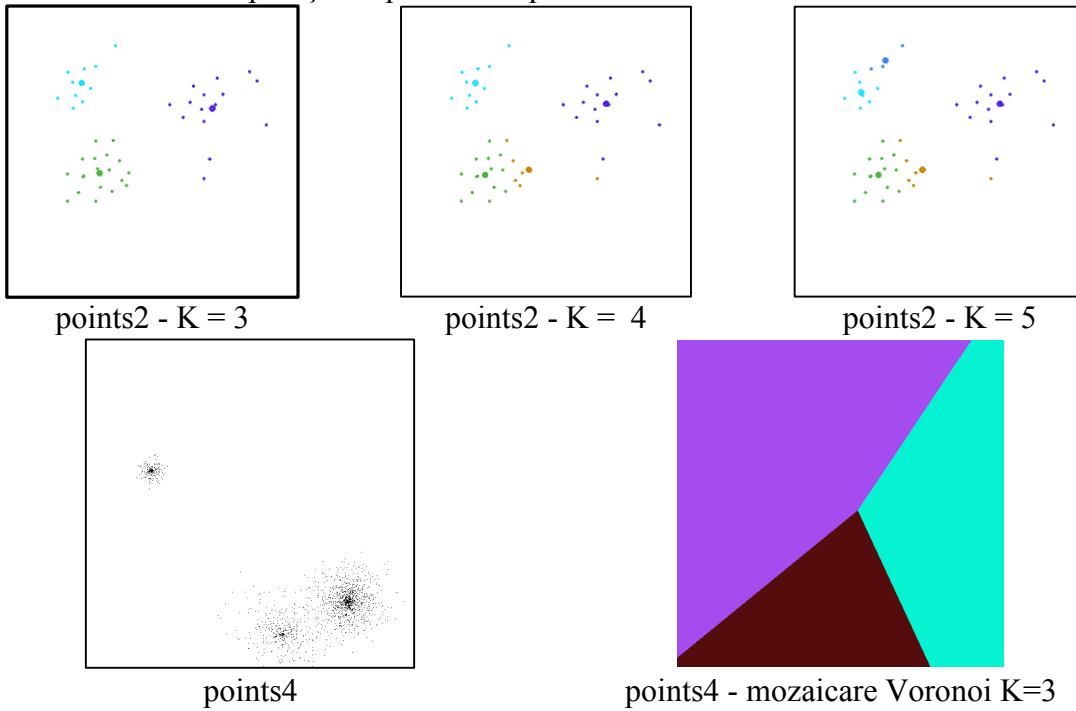 points2 - K = 3
points2 - K = 4
points2 - K = 5
points4
points4 - mozaicare Voronoi K=3